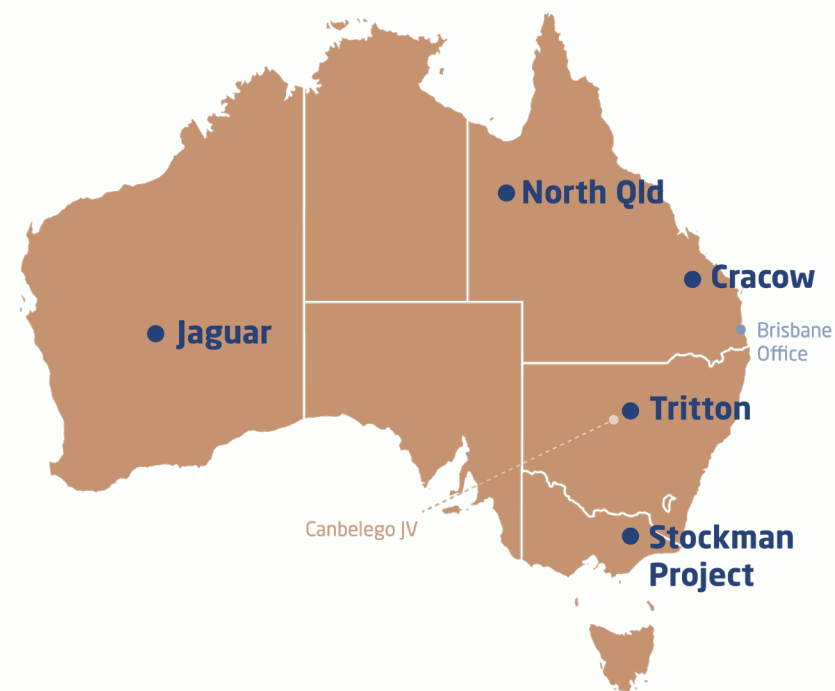 North Qld
Cracow
Jaguar
Brisbane
Office
Tritton
Canbelego JV
Stockman
Project